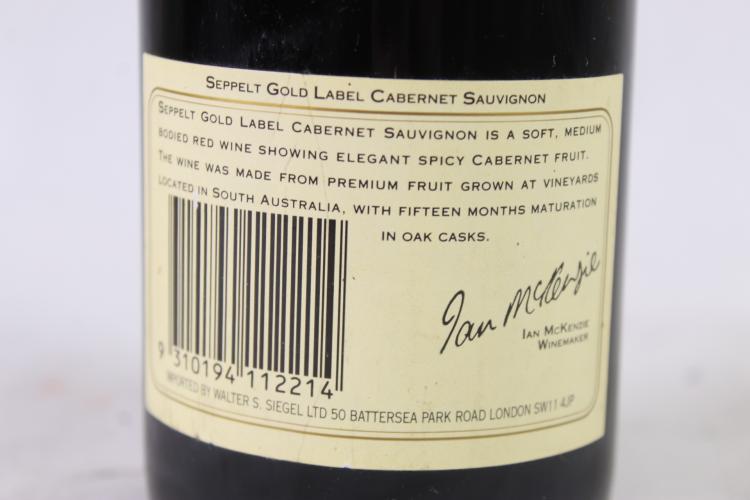 SEPPELT GOLD LABEL CABERNET SAUVIGNON
SEPPELT GOLD LABEL CABERNET SAUVIGNON IS A SOFT, MEDIUM
BODIED RED WINE SHOWING ELEGANT SPICY CABERNET FRUIT.
THE WINE WAS MADE FROM PREMIUM FRUIT GROWN AT VINEYARDS
LOCATED IN SOUTH AUSTRALIA, WITH FIFTEEN MONTHS MATURATION
IN OAK CASKS.
Ian McKenzie
IAN MCKENZIE
WINEMAKER
9 310194 112214
IMPORTED BY WALTER S. SIEGEL LTD 50 BATTERSEA PARK ROAD LONDON SW11 4JP